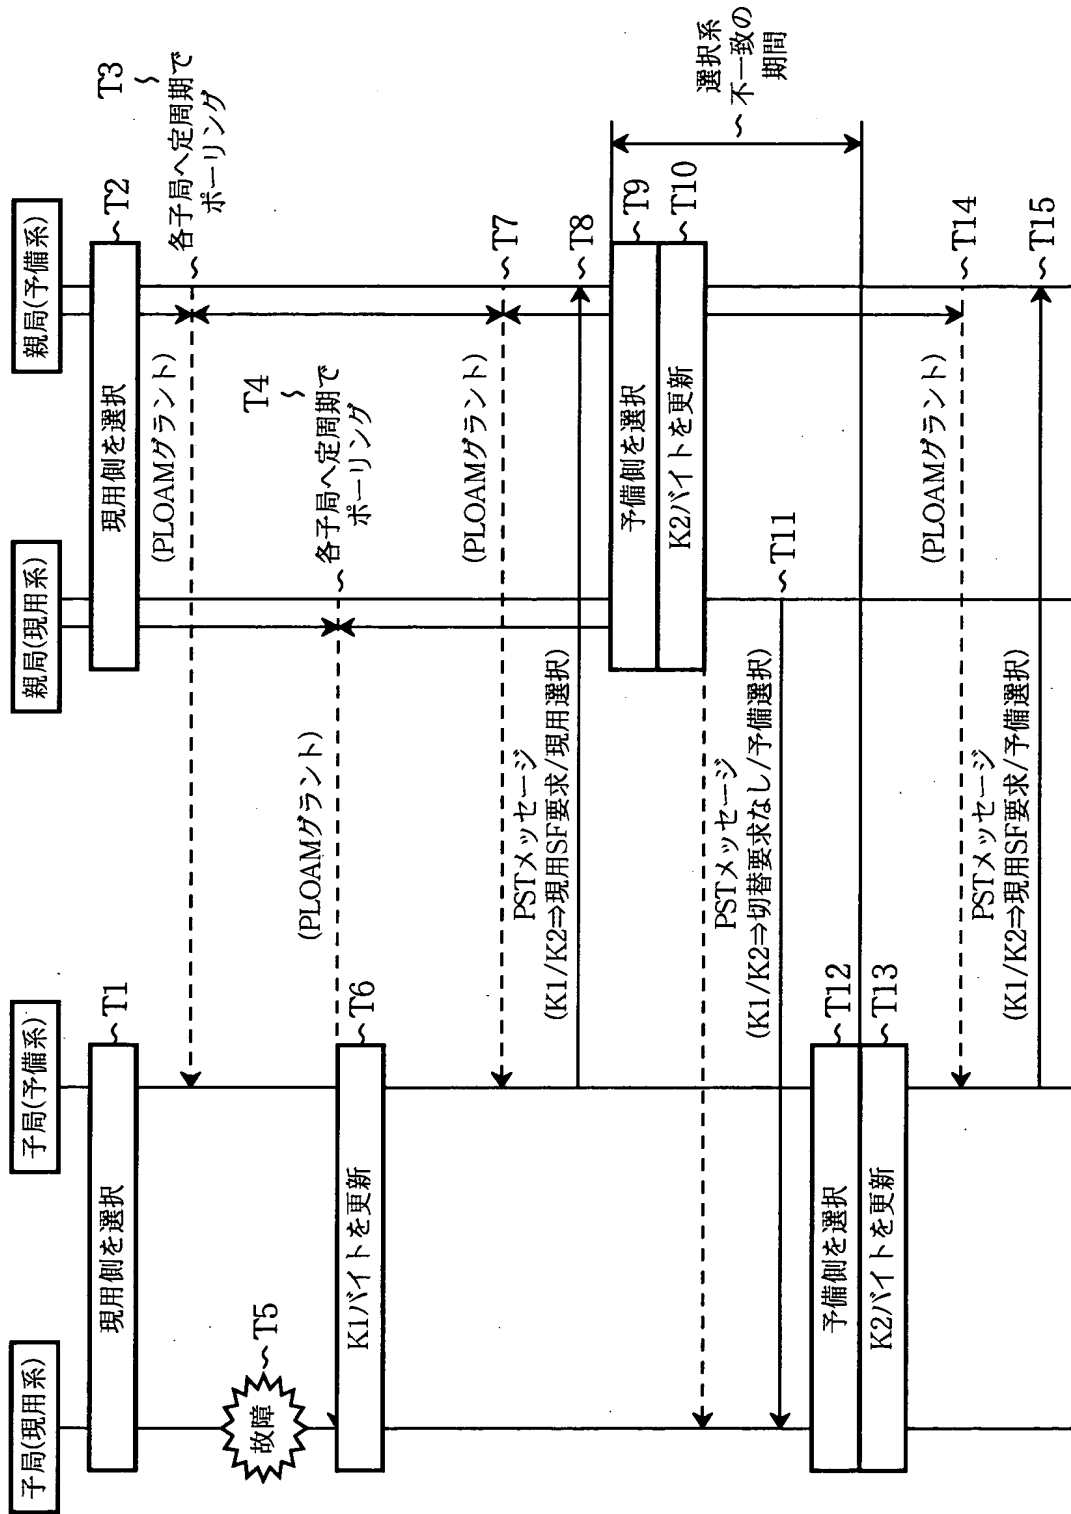 子局(現用系)
子局(予備系)
親局(現用系)
親局(予備系)
現用側を選択
T1
現用側を選択
T2
T3
各子局へ定周期で
ポーリング
(PLOAMグラント)
故障
T5
T4
各子局へ定周期で
ポーリング
(PLOAMグラント)
K1バイトを更新
T6
(PLOAMグラント)
T7
PSTメッセージ
(K1/K2⇒現用SF要求/現用選択)
T8
予備側を選択
T9
K2バイトを更新
T10
選択系
不一致の
期間
PSTメッセージ
(K1/K2⇒切替要求なし/予備選択)
T11
予備側を選択
T12
K2バイトを更新
T13
(PLOAMグラント)
T14
PSTメッセージ
(K1/K2⇒現用SF要求/予備選択)
T15